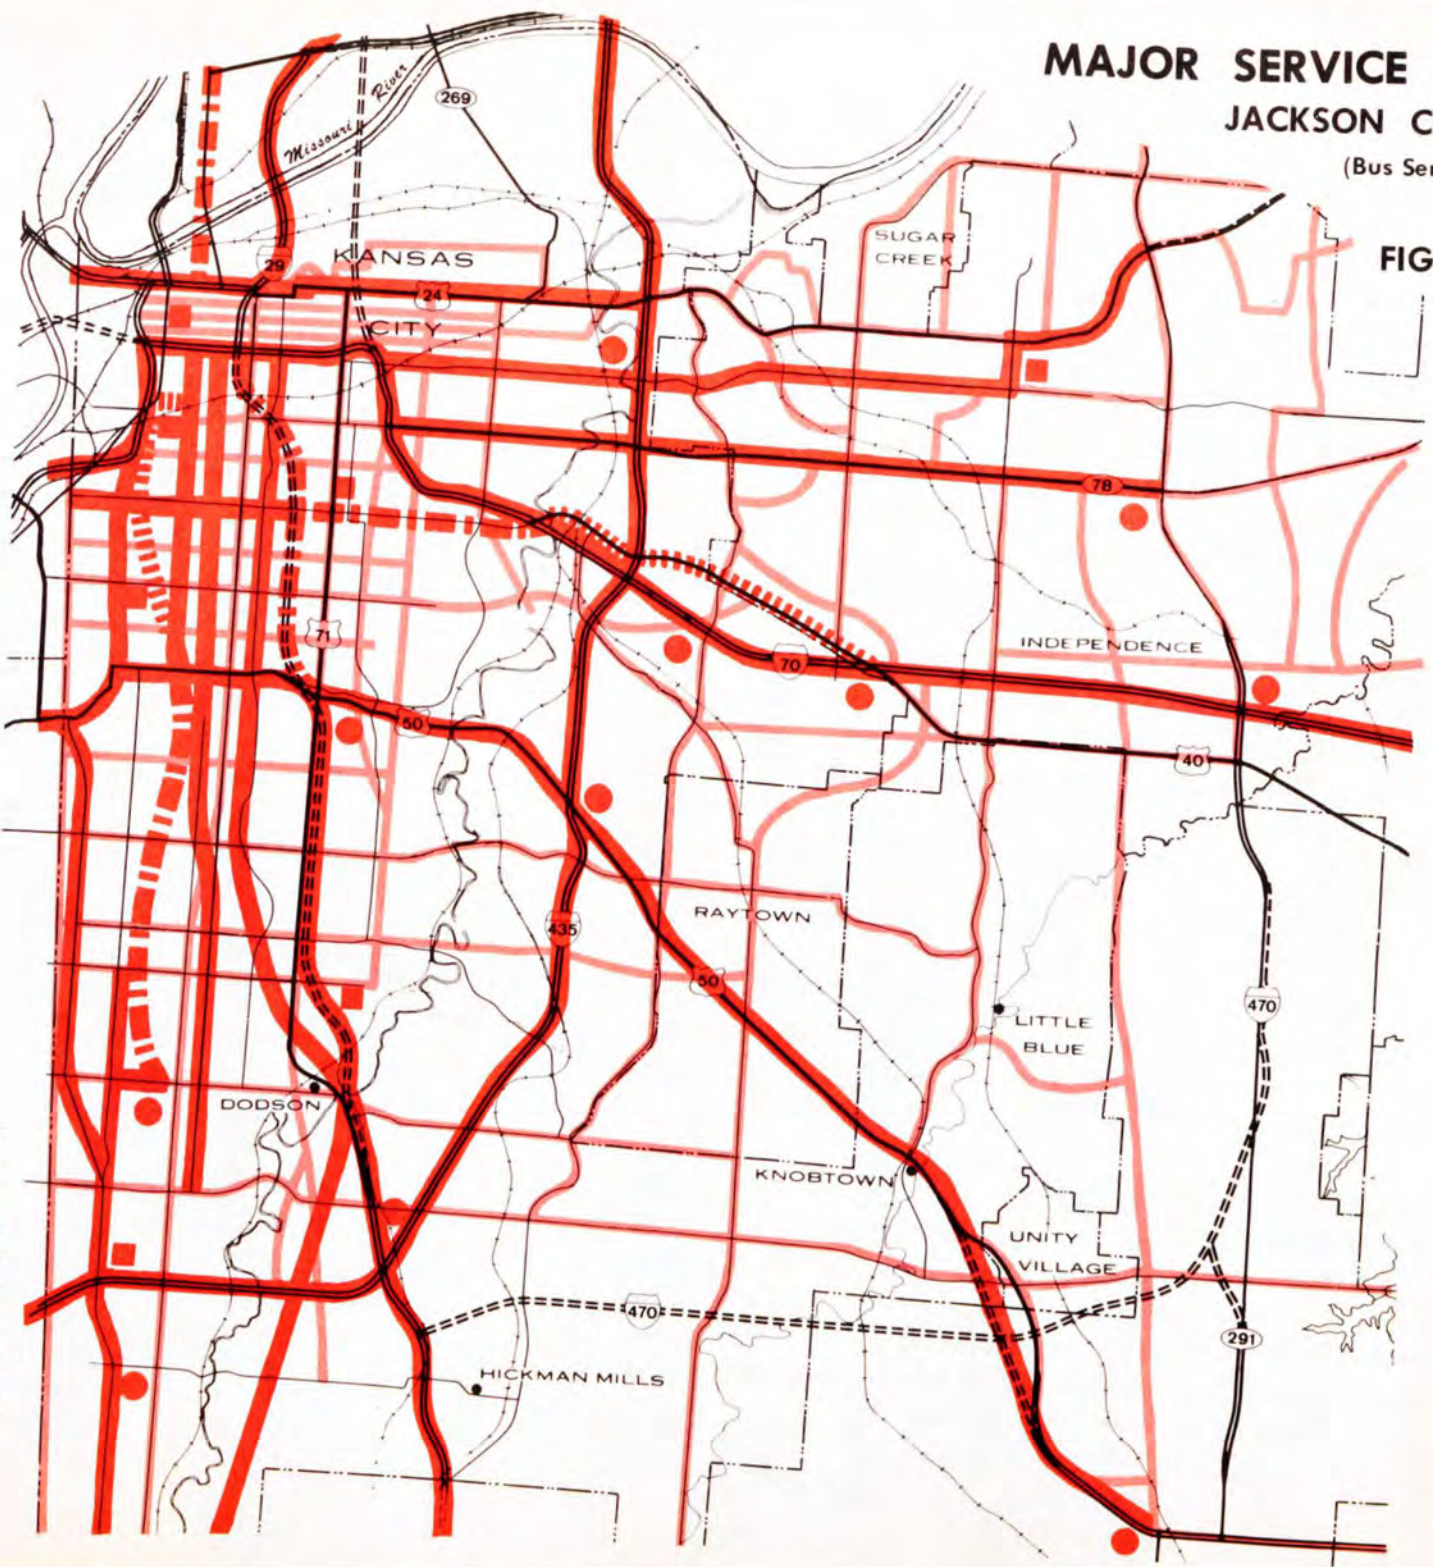 MAJOR SERVICE
JACKSON C
(Bus Ser
FIG
Missouri River
269
29
KANSAS
CITY
24
SUGAR
CREEK
78
71
INDEPENDENCE
70
50
40
RAYTOWN
435
50
470
LITTLE
BLUE
DODSON
KNOBTOWN
UNITY
VILLAGE
470
291
HICKMAN MILLS